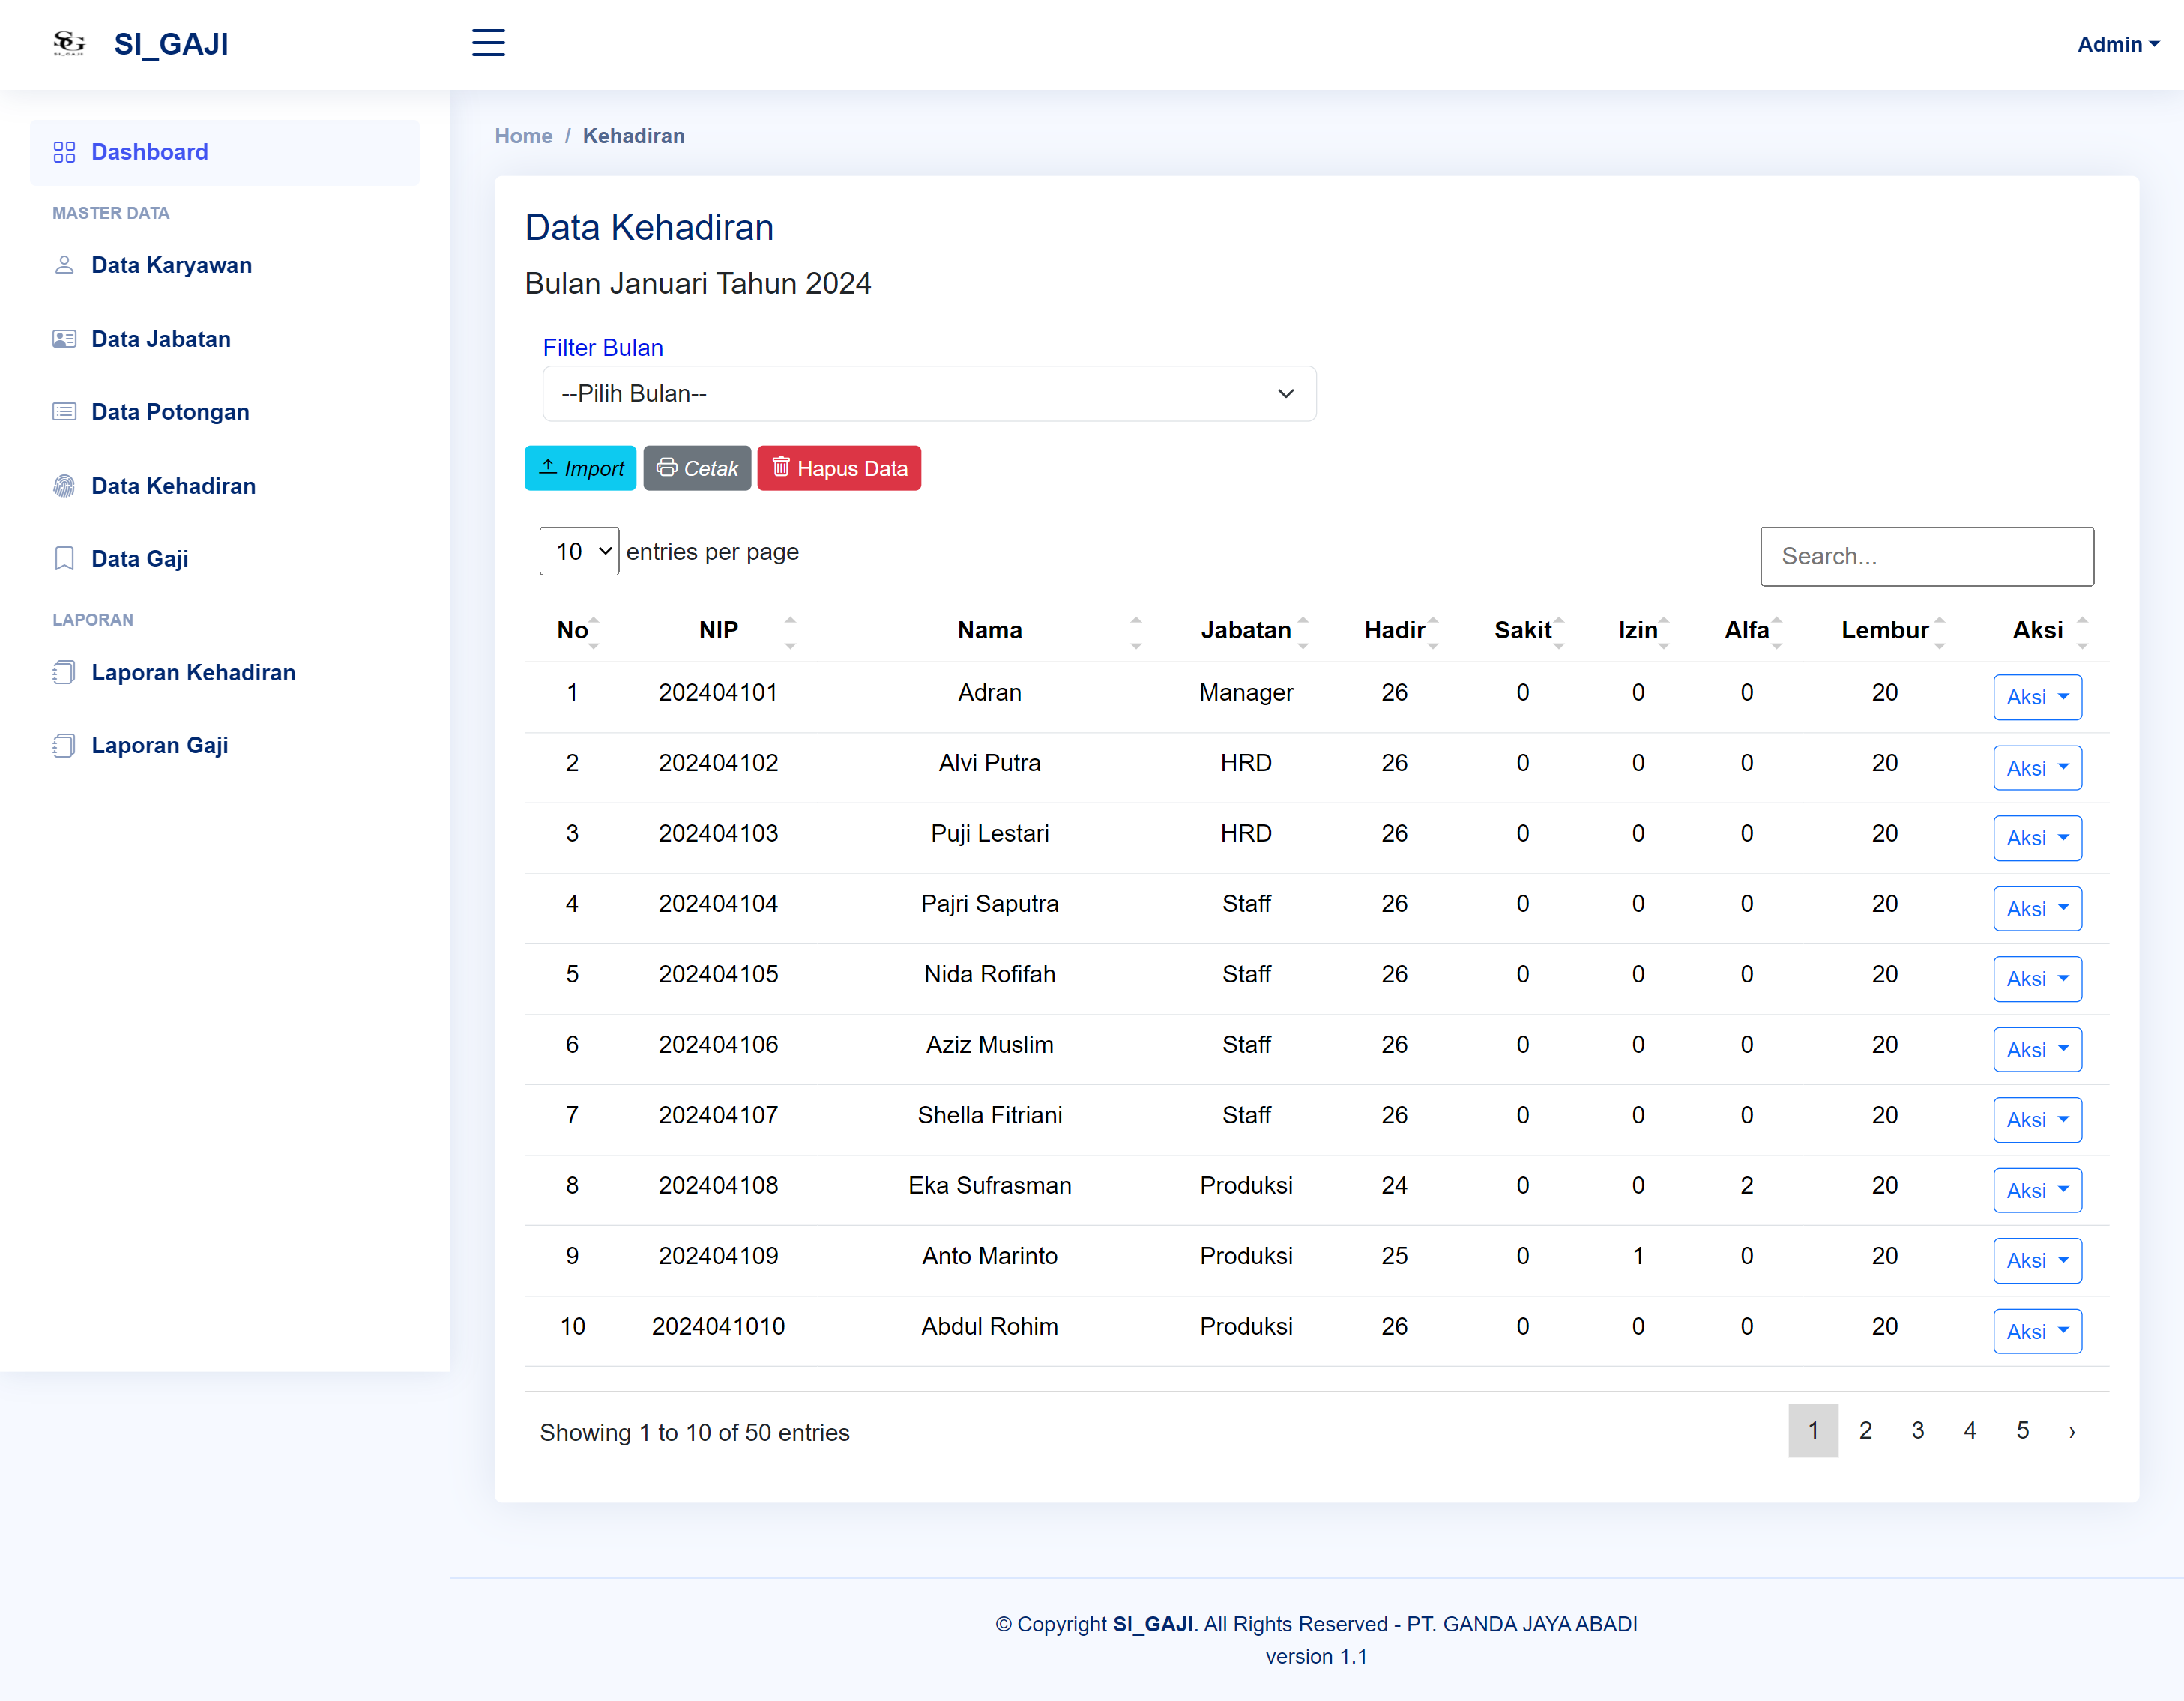 SG SI_GAJI Admin
SI_GAJI
Dashboard
MASTER DATA
Data Karyawan
Data Jabatan
Data Potongan
Data Kehadiran
Data Gaji
LAPORAN
Laporan Kehadiran
Laporan Gaji
Home / Kehadiran
Data Kehadiran
Bulan Januari Tahun 2024
Filter Bulan
--Pilih Bulan--
Import Cetak Hapus Data
10 entries per page Search...
No NIP Nama Jabatan Hadir Sakit Izin Alfa Lembur Aksi
1 202404101 Adran Manager 26 0 0 0 20 Aksi
2 202404102 Alvi Putra HRD 26 0 0 0 20 Aksi
3 202404103 Puji Lestari HRD 26 0 0 0 20 Aksi
4 202404104 Pajri Saputra Staff 26 0 0 0 20 Aksi
5 202404105 Nida Rofifah Staff 26 0 0 0 20 Aksi
6 202404106 Aziz Muslim Staff 26 0 0 0 20 Aksi
7 202404107 Shella Fitriani Staff 26 0 0 0 20 Aksi
8 202404108 Eka Sufrasman Produksi 24 0 0 2 20 Aksi
9 202404109 Anto Marinto Produksi 25 0 1 0 20 Aksi
10 2024041010 Abdul Rohim Produksi 26 0 0 0 20 Aksi
Showing 1 to 10 of 50 entries 1 2 3 4 5 ›
© Copyright SI_GAJI. All Rights Reserved - PT. GANDA JAYA ABADI
version 1.1